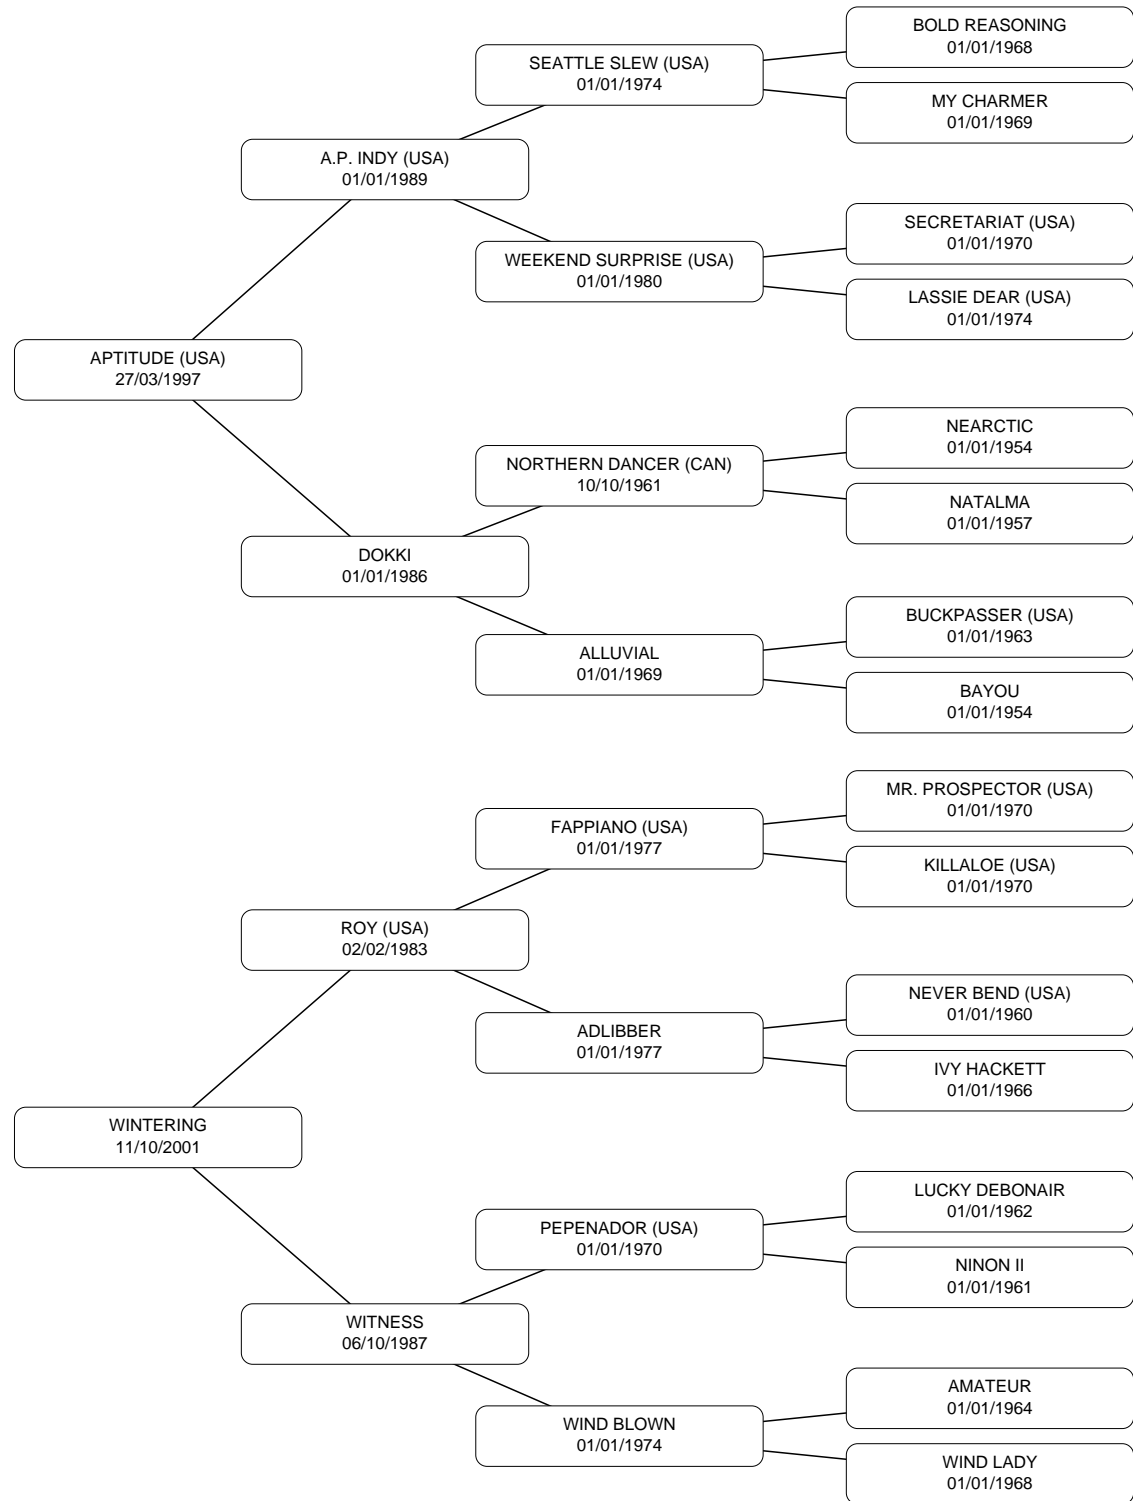 BOLD REASONING
01/01/1968
SEATTLE SLEW (USA)
01/01/1974
MY CHARMER
01/01/1969
A.P. INDY (USA)
01/01/1989
SECRETARIAT (USA)
01/01/1970
WEEKEND SURPRISE (USA)
01/01/1980
LASSIE DEAR (USA)
01/01/1974
APTITUDE (USA)
27/03/1997
NEARCTIC
01/01/1954
NORTHERN DANCER (CAN)
10/10/1961
NATALMA
01/01/1957
DOKKI
01/01/1986
BUCKPASSER (USA)
01/01/1963
ALLUVIAL
01/01/1969
BAYOU
01/01/1954
MR. PROSPECTOR (USA)
01/01/1970
FAPPIANO (USA)
01/01/1977
KILLALOE (USA)
01/01/1970
ROY (USA)
02/02/1983
NEVER BEND (USA)
01/01/1960
ADLIBBER
01/01/1977
IVY HACKETT
01/01/1966
WINTERING
11/10/2001
LUCKY DEBONAIR
01/01/1962
PEPENADOR (USA)
01/01/1970
NINON II
01/01/1961
WITNESS
06/10/1987
AMATEUR
01/01/1964
WIND BLOWN
01/01/1974
WIND LADY
01/01/1968